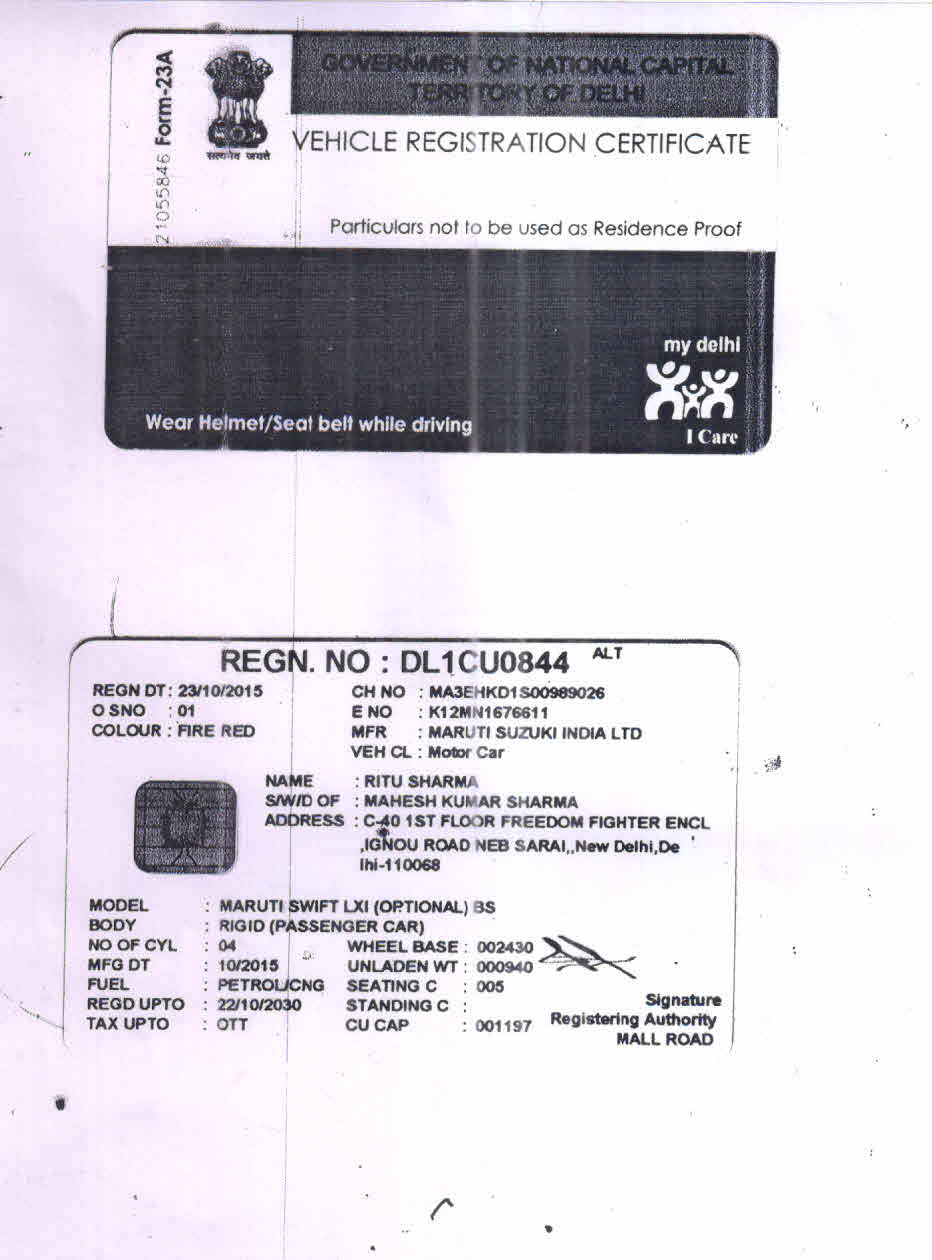 21055846 Form-23A
सत्यमेव जयते
GOVERNMENT OF NATIONAL CAPITAL
TERRITORY OF DELHI
VEHICLE REGISTRATION CERTIFICATE
Particulars not to be used as Residence Proof
my delhi
I Care
Wear Helmet/Seat belt while driving
REGN. NO : DL1CU0844 ALT
REGN DT : 23/10/2015 CH NO : MA3EHKD1S00989026
O SNO : 01 E NO : K12MN1676611
COLOUR : FIRE RED MFR : MARUTI SUZUKI INDIA LTD
VEH CL : Motor Car
NAME : RITU SHARMA
S/W/D OF : MAHESH KUMAR SHARMA
ADDRESS : C-40 1ST FLOOR FREEDOM FIGHTER ENCL
,IGNOU ROAD NEB SARAI,,New Delhi,De
lhi-110068
MODEL : MARUTI SWIFT LXI (OPTIONAL) BS
BODY : RIGID (PASSENGER CAR)
NO OF CYL : 04 WHEEL BASE : 002430
MFG DT : 10/2015 UNLADEN WT : 000940
FUEL : PETROL/CNG SEATING C : 005
REGD UPTO : 22/10/2030 STANDING C :
TAX UPTO : OTT CU CAP : 001197
Signature
Registering Authority
MALL ROAD